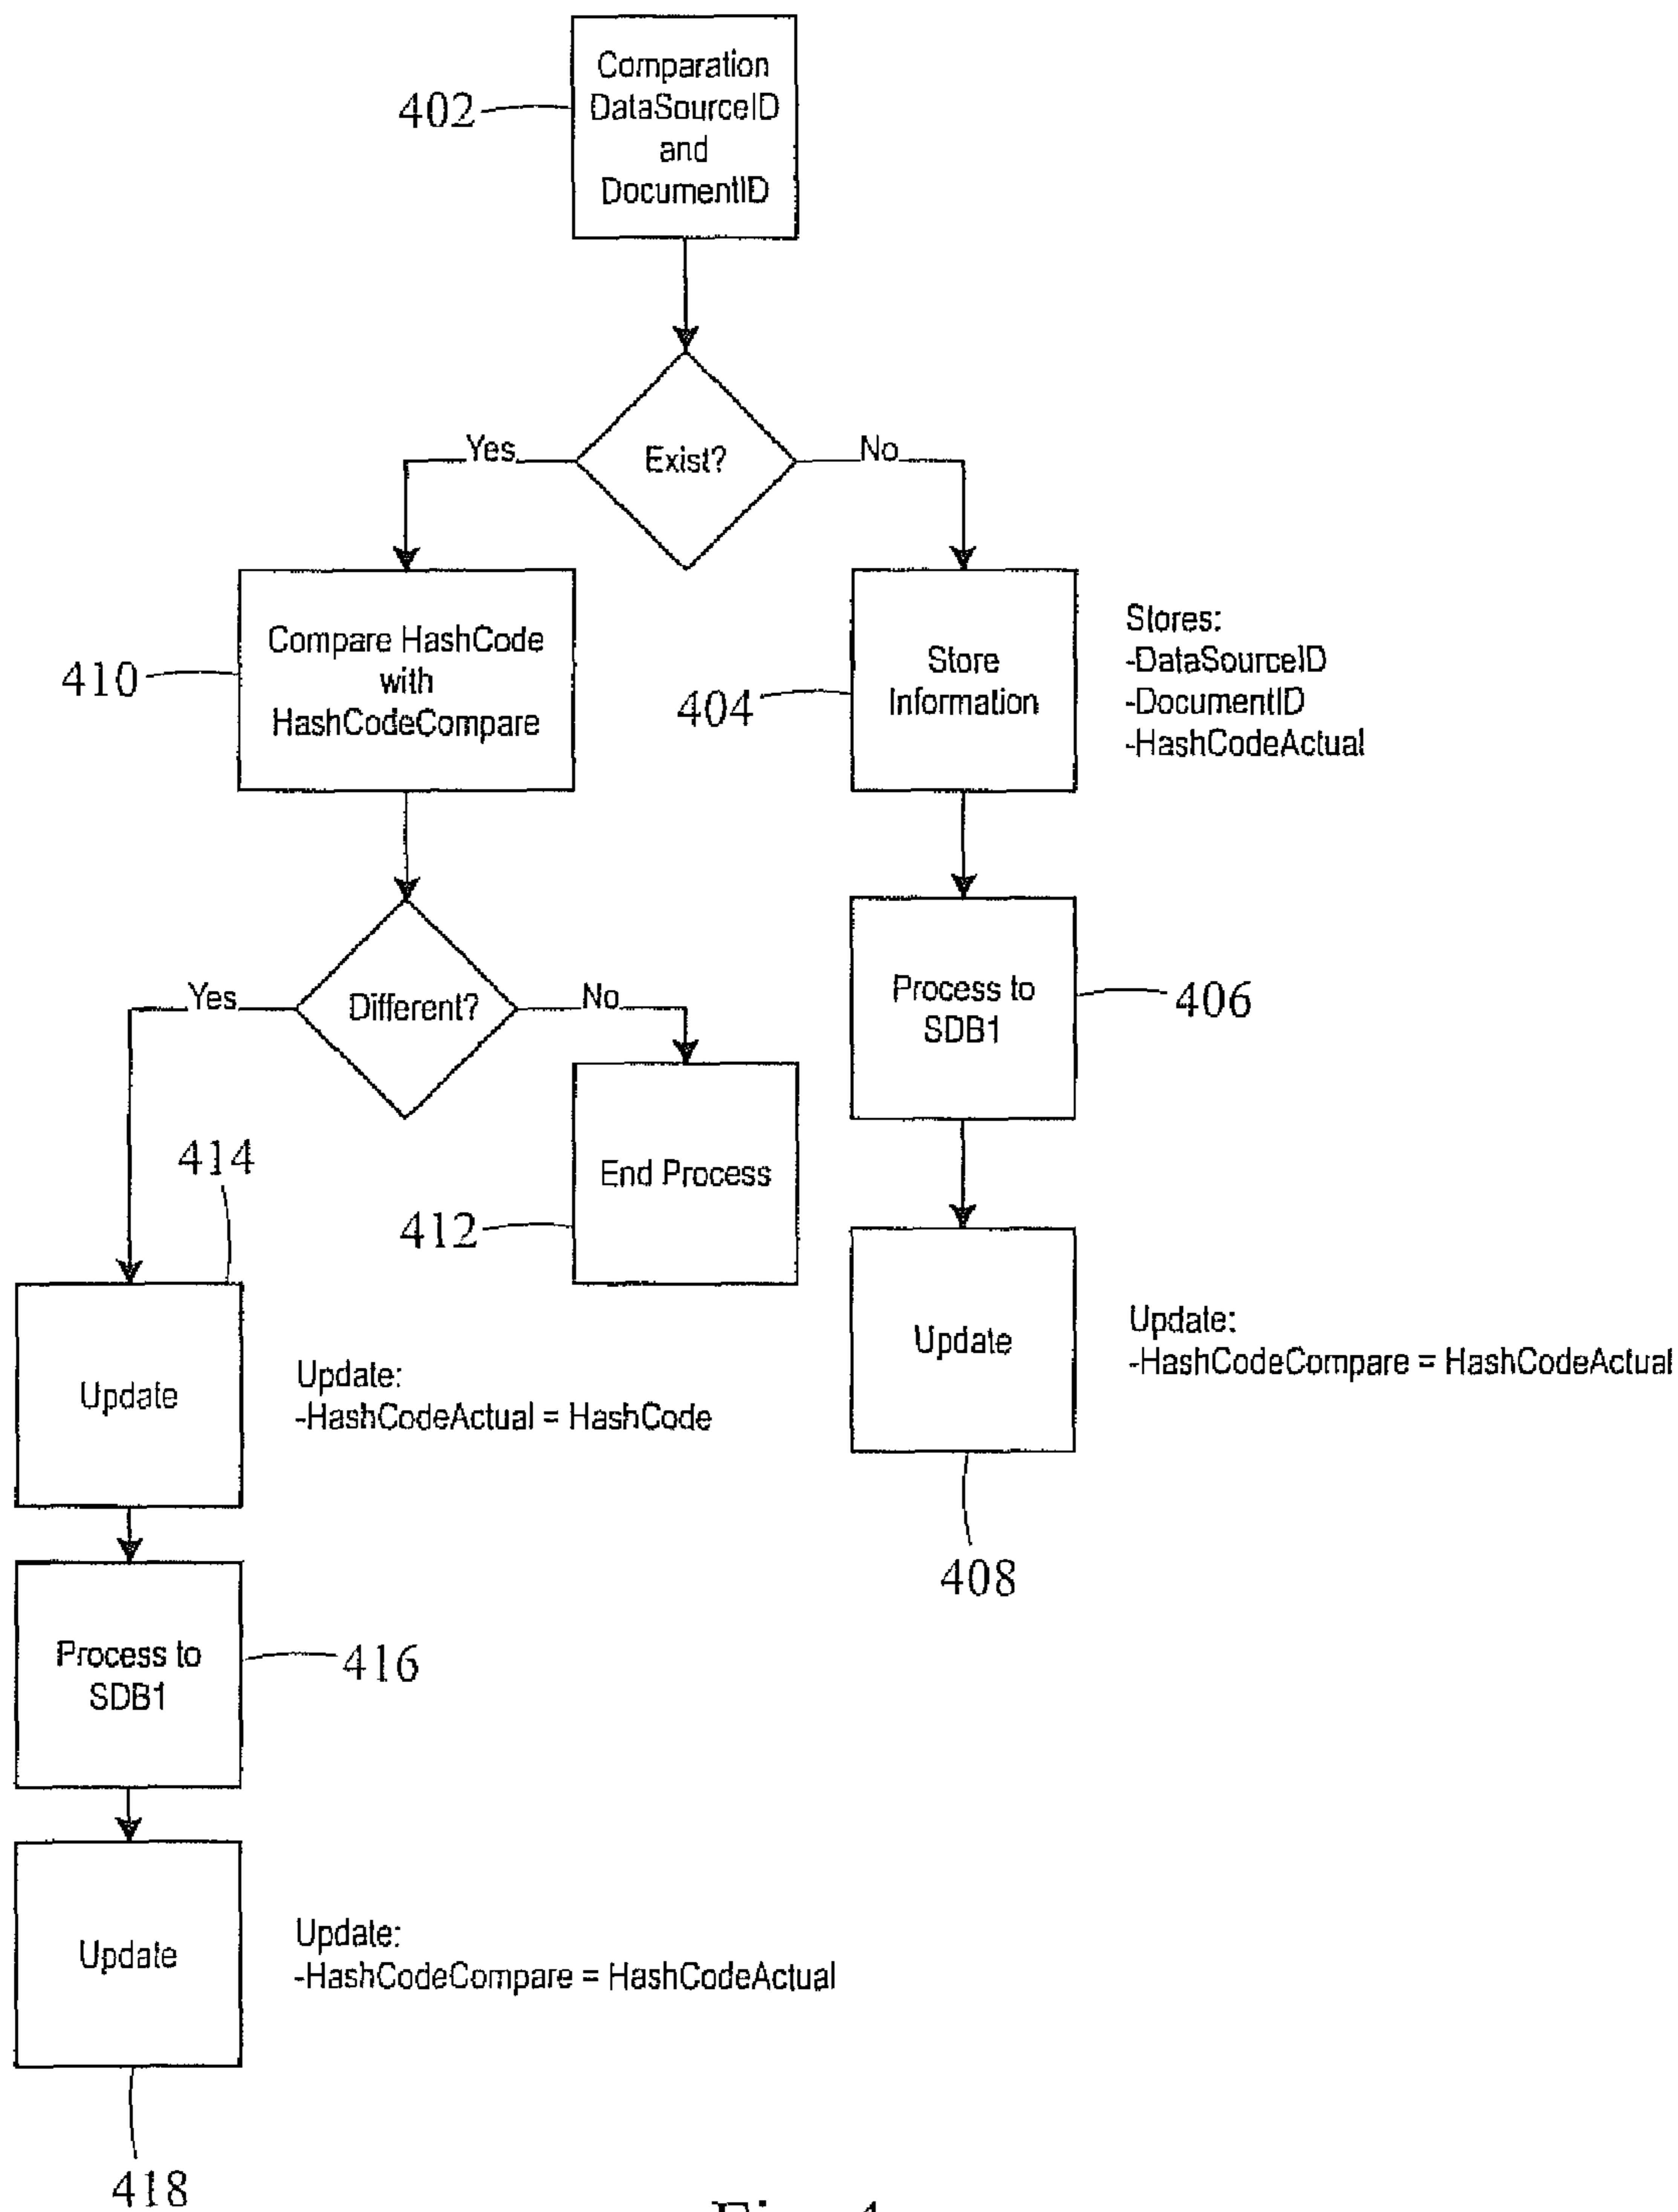 Comparation
DataSourceID
and
DocumentID
402
Exist?
Yes
No
Compare HashCode
with
HashCodeCompare
410
Store
Information
404
Stores:
-DataSourceID
-DocumentID
-HashCodeActual
Different?
Yes
No
Process to
SDB1
406
End Process
412
414
Update
Update:
-HashCodeActual = HashCode
Update
Update:
-HashCodeCompare = HashCodeActual
408
Process to
SDB1
416
Update
Update:
-HashCodeCompare = HashCodeActual
418